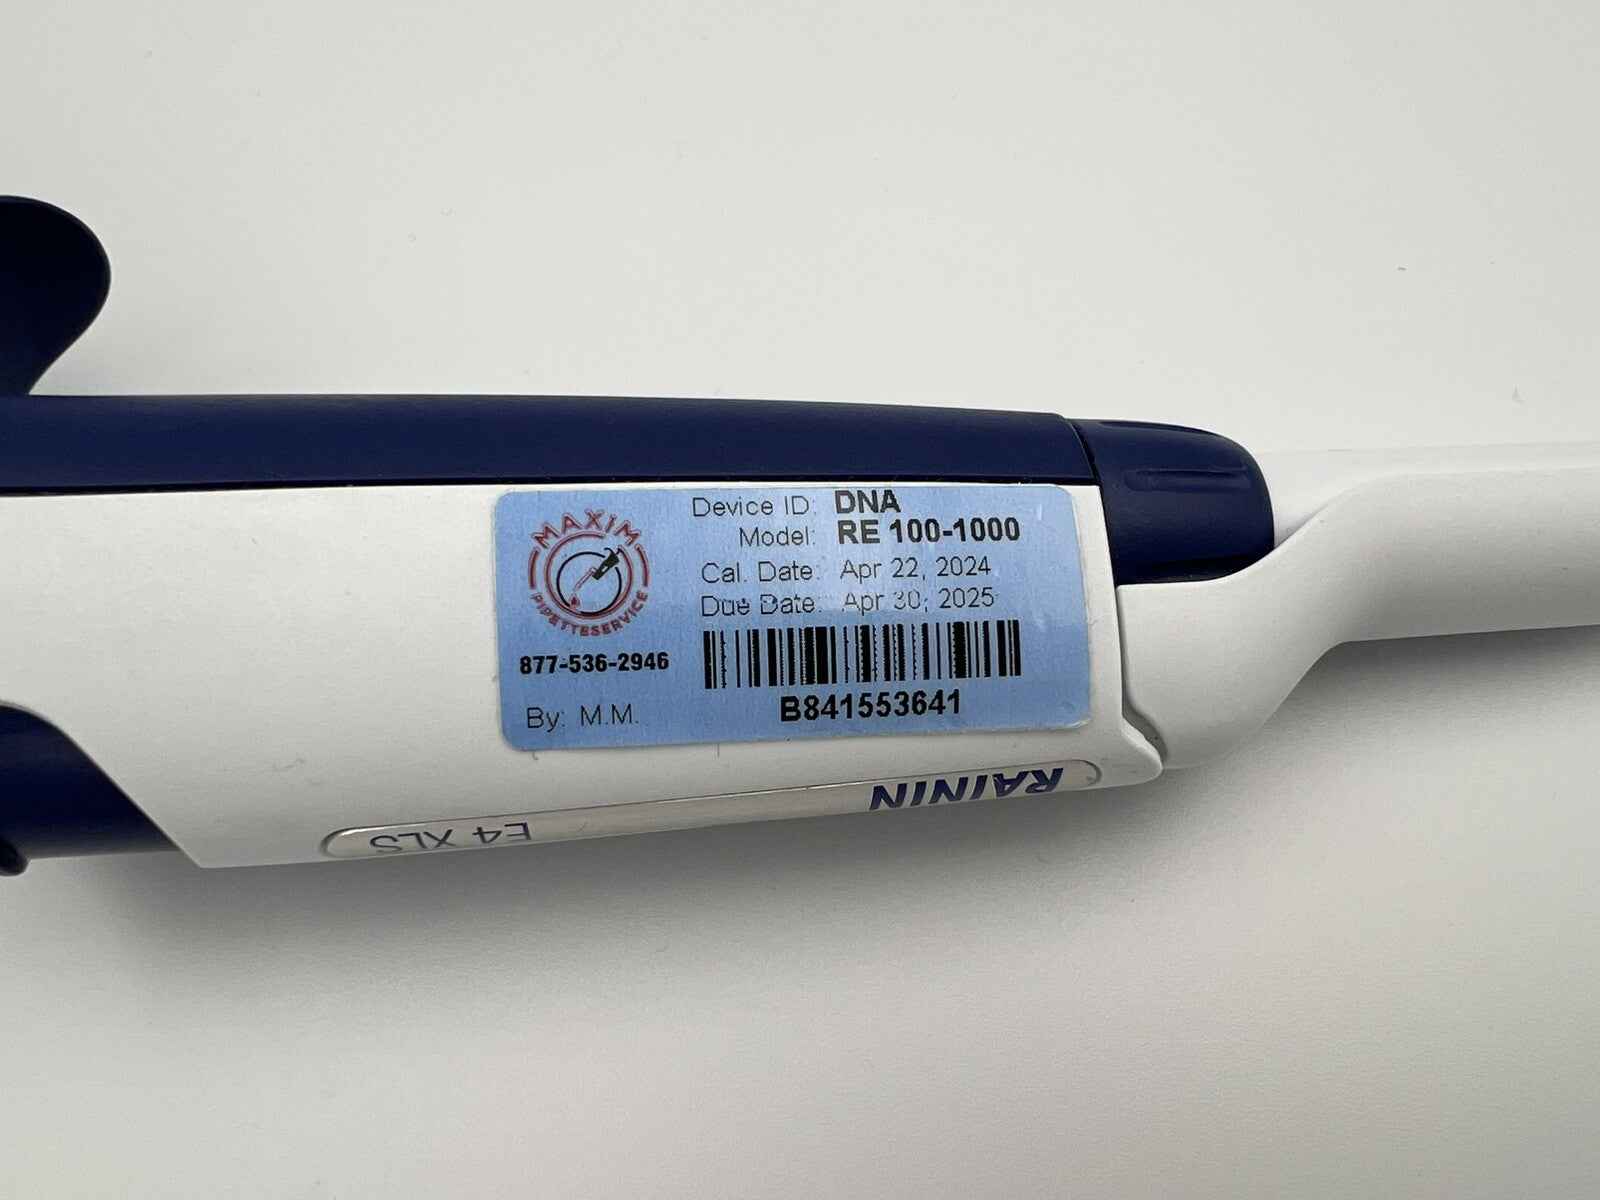 MAXIM
PIPETTESERVICE
877-536-2946
By: M.M.
Device ID: DNA
Model: RE 100-1000
Cal. Date: Apr 22, 2024
Due Date: Apr 30, 2025
B841553641
RAININ
E4 XLS